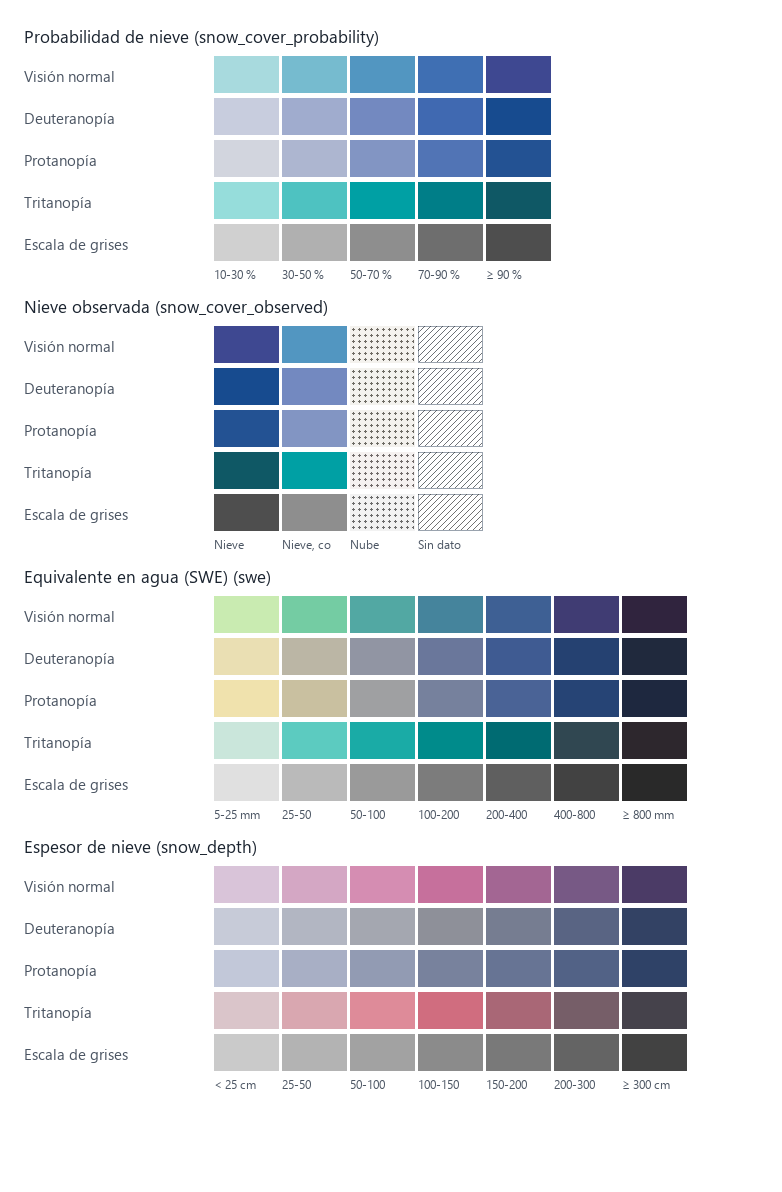 Probabilidad de nieve (snow_cover_probability)
Visión normal
Deuteranopía
Protanopía
Tritanopía
Escala de grises
10-30 % 30-50 % 50-70 % 70-90 % ≥ 90 %
Nieve observada (snow_cover_observed)
Visión normal
Deuteranopía
Protanopía
Tritanopía
Escala de grises
Nieve Nieve, co Nube Sin dato
Equivalente en agua (SWE) (swe)
Visión normal
Deuteranopía
Protanopía
Tritanopía
Escala de grises
5-25 mm 25-50 50-100 100-200 200-400 400-800 ≥ 800 mm
Espesor de nieve (snow_depth)
Visión normal
Deuteranopía
Protanopía
Tritanopía
Escala de grises
< 25 cm 25-50 50-100 100-150 150-200 200-300 ≥ 300 cm